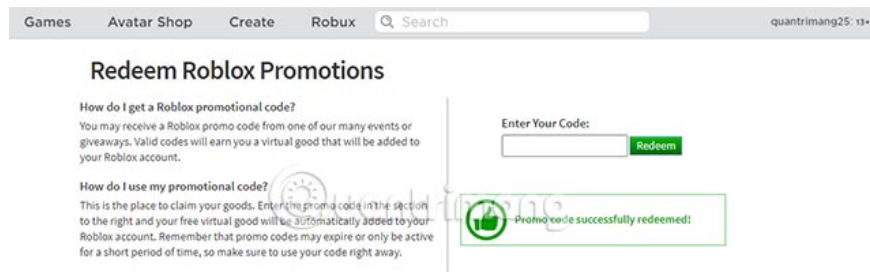 Games Avatar Shop Create Robux Search quantrimang25: 13+
Redeem Roblox Promotions
How do I get a Roblox promotional code?
You may receive a Roblox promo code from one of our many events or
giveaways. Valid codes will earn you a virtual good that will be added to
your Roblox account.
How do I use my promotional code?
This is the place to claim your goods. Enter the promo code in the section
to the right and your free virtual good will be automatically added to your
Roblox account. Remember that promo codes may expire or only be active
for a short period of time, so make sure to use your code right away.
Enter Your Code:
Redeem
Promo code successfully redeemed!
Quantrimang